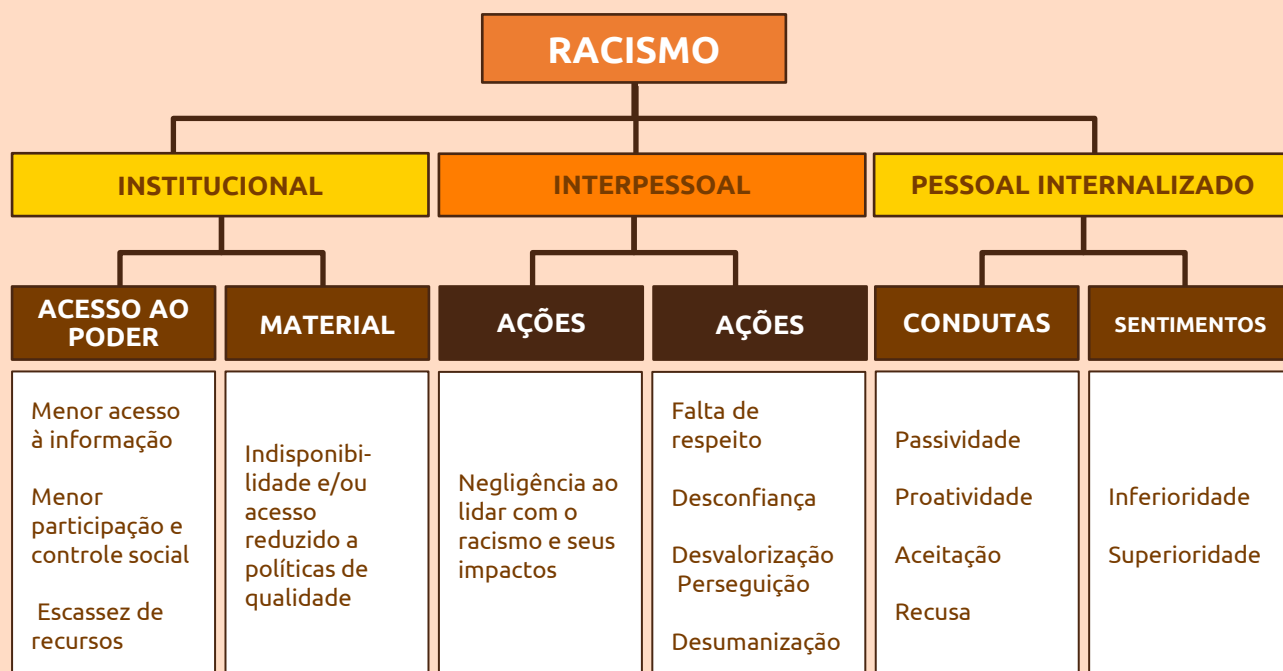 RACISMO
INSTITUCIONAL
INTERPESSOAL
PESSOAL INTERNALIZADO
ACESSO AO
PODER
MATERIAL
AÇÕES
AÇÕES
CONDUTAS
SENTIMENTOS
Menor acesso
à informação
Menor
participação e
controle social
Escassez de
recursos
Indisponibi-
lidade e/ou
acesso
reduzido a
políticas de
qualidade
Negligência ao
lidar com o
racismo e seus
impactos
Falta de
respeito
Desconfiança
Desvalorização
Perseguição
Desumanização
Passividade
Proatividade
Aceitação
Recusa
Inferioridade
Superioridade